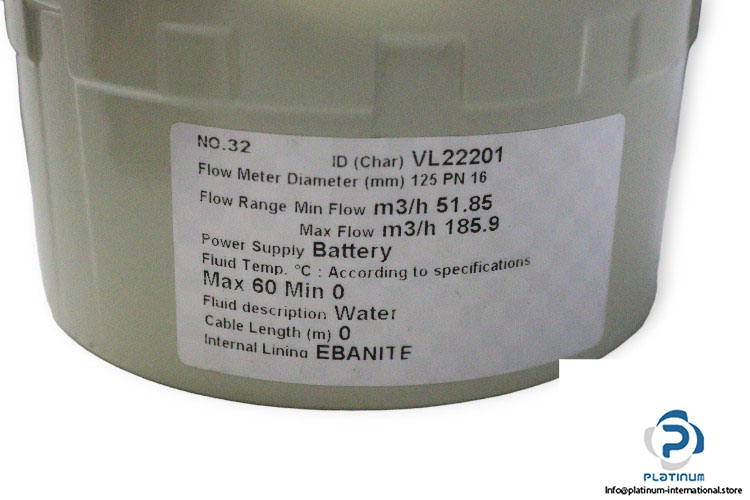 NO.32
ID (Char) VL22201
Flow Meter Diameter (mm) 125 PN 16
Flow Range Min Flow m3/h 51.85
Max Flow m3/h 185.9
Power Supply Battery
Fluid Temp. °C : According to specifications
Max 60 Min 0
Fluid description Water
Cable Length (m) 0
Internal Lining EBANITE
PLATINUM
Info@platinum-international.store